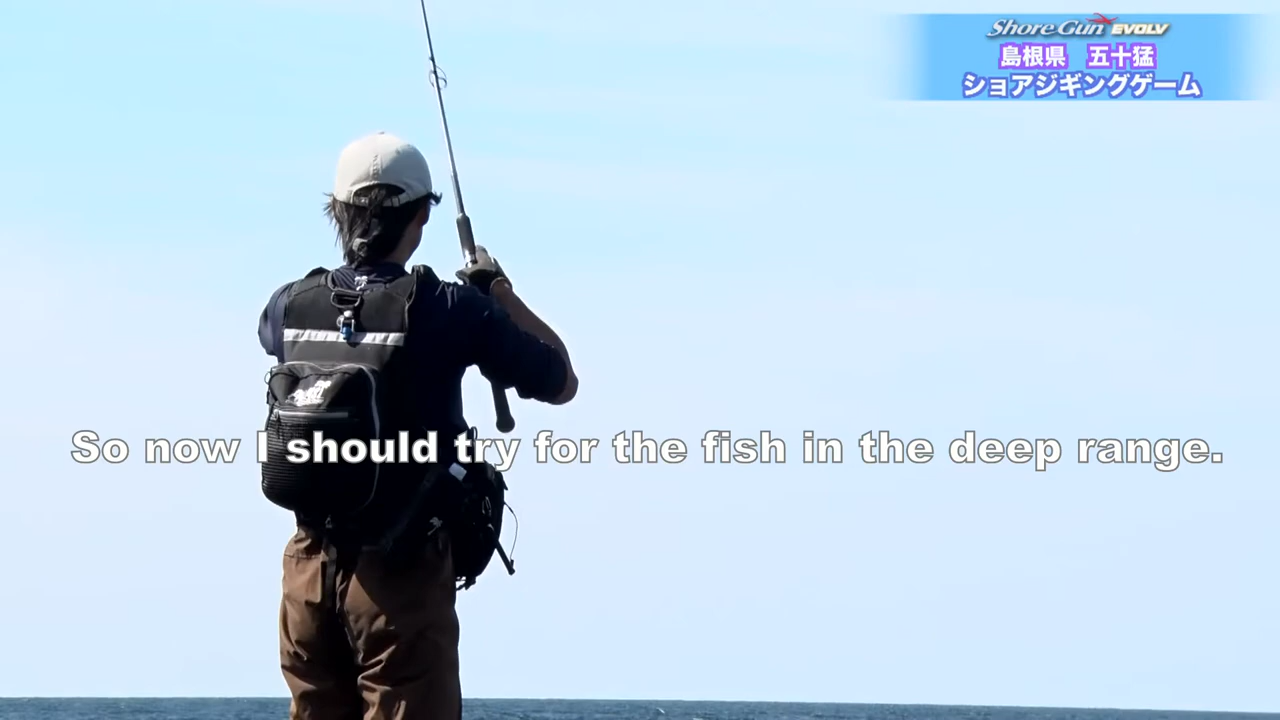 Shore Gun EVOLV
島根県　五十猛
ショアジギングゲーム
So now I should try for the fish in the deep range.